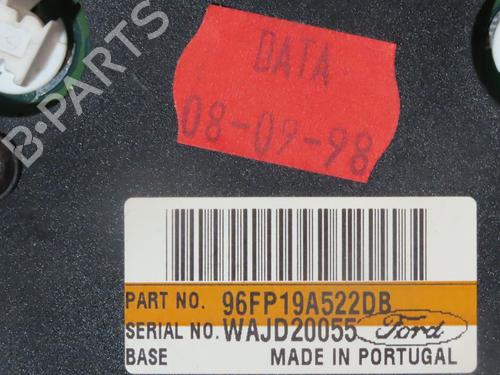 DATA
08-09-98
B-PARTS
PART NO. 96FP19A522DB
SERIAL NO. WAJD20055 Ford
BASE MADE IN PORTUGAL